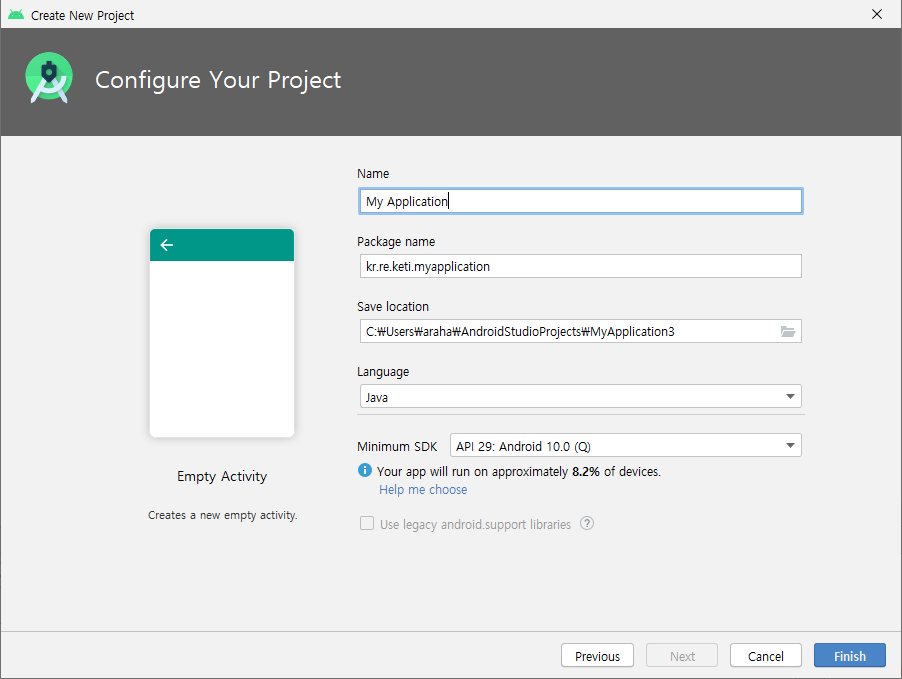 Create New Project
Configure Your Project
Name
My Application
Package name
kr.re.keti.myapplication
Save location
C:₩Users₩araha₩AndroidStudioProjects₩MyApplication3
Language
Java
Minimum SDK
API 29: Android 10.0 (Q)
Your app will run on approximately 8.2% of devices.
Help me choose
Use legacy android.support libraries ?
Empty Activity
Creates a new empty activity.
Previous
Next
Cancel
Finish